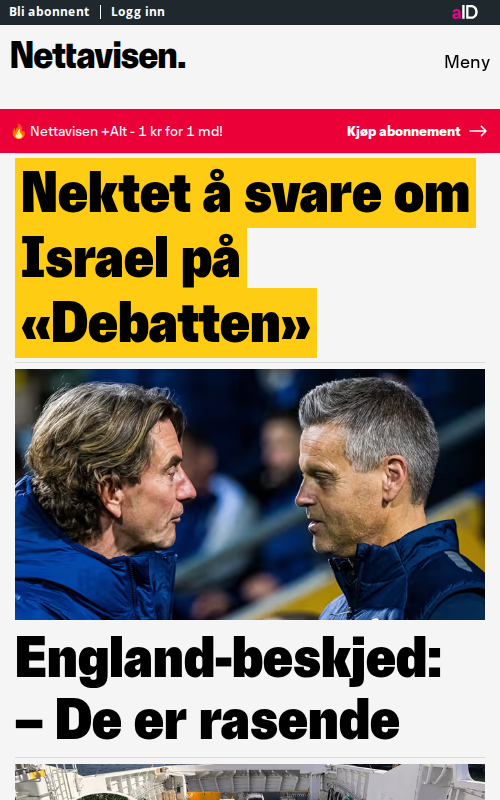 Bli abonnent | Logg inn
aID
Nettavisen.
Meny
🔥 Nettavisen +Alt - 1 kr for 1 md!
Kjøp abonnement →
Nektet å svare om
Israel på
«Debatten»
England-beskjed:
– De er rasende